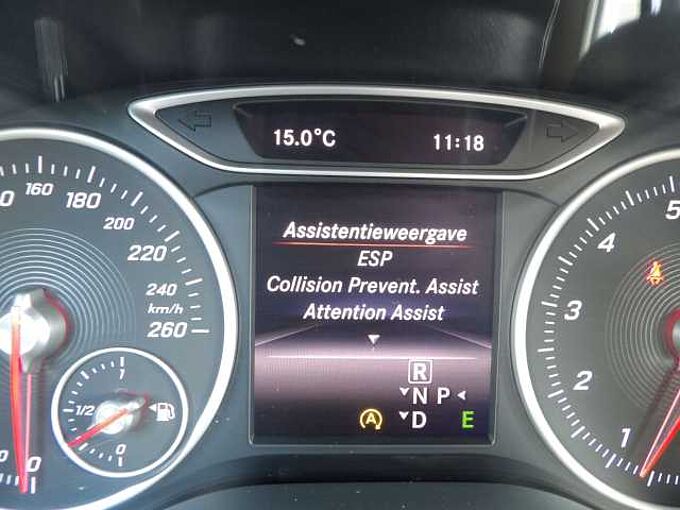 15.0°C 11:18
Assistentieweergave
ESP
Collision Prevent. Assist
Attention Assist
R
N P
A D E
160
180
200
220
240
km/h
260
0
1
1/2
0
5
4
3
2
1